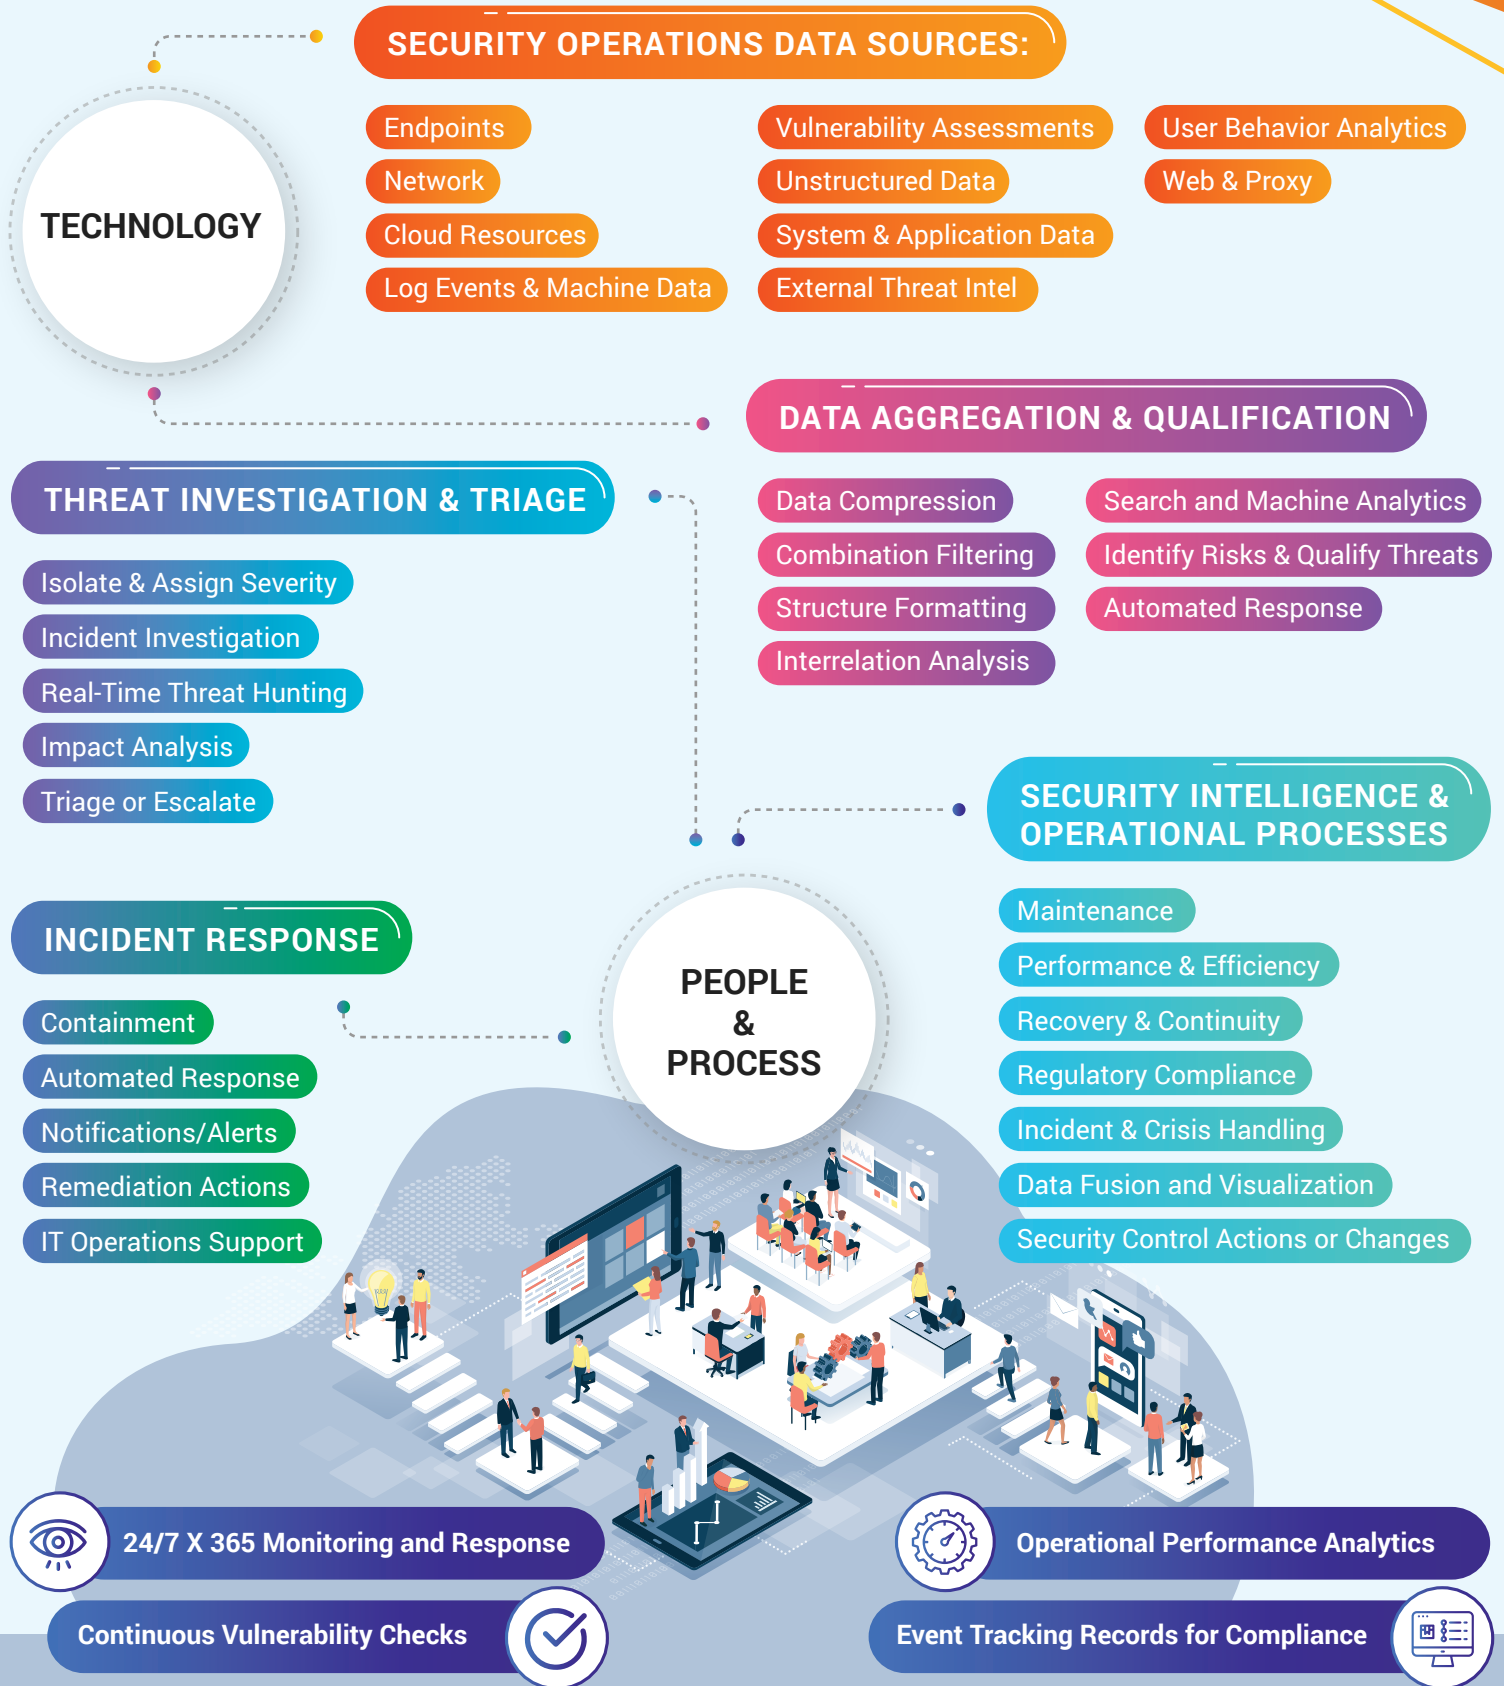 SECURITY OPERATIONS DATA SOURCES:
TECHNOLOGY
Endpoints
Network
Cloud Resources
Log Events & Machine Data
Vulnerability Assessments
Unstructured Data
System & Application Data
External Threat Intel
User Behavior Analytics
Web & Proxy
DATA AGGREGATION & QUALIFICATION
Data Compression
Combination Filtering
Structure Formatting
Interrelation Analysis
Search and Machine Analytics
Identify Risks & Qualify Threats
Automated Response
THREAT INVESTIGATION & TRIAGE
Isolate & Assign Severity
Incident Investigation
Real-Time Threat Hunting
Impact Analysis
Triage or Escalate
PEOPLE
&
PROCESS
SECURITY INTELLIGENCE &
OPERATIONAL PROCESSES
Maintenance
Performance & Efficiency
Recovery & Continuity
Regulatory Compliance
Incident & Crisis Handling
Data Fusion and Visualization
Security Control Actions or Changes
INCIDENT RESPONSE
Containment
Automated Response
Notifications/Alerts
Remediation Actions
IT Operations Support
24/7 X 365 Monitoring and Response
Continuous Vulnerability Checks
Operational Performance Analytics
Event Tracking Records for Compliance